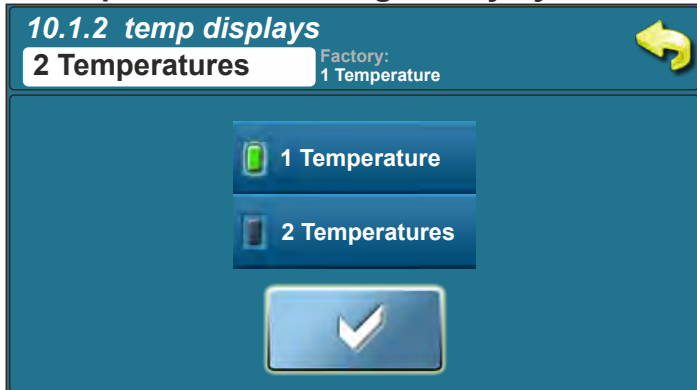 10.1.2 temp displays
2 Temperatures
Factory:
1 Temperature
1 Temperature
2 Temperatures